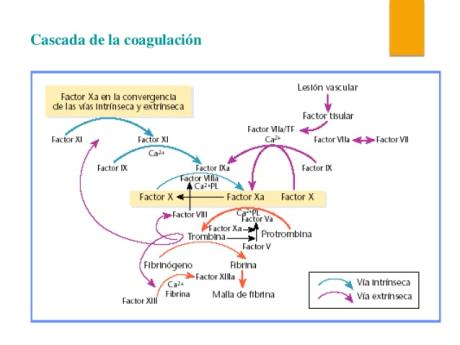 Cascada de la coagulación
Factor Xa en la convergencia
de las vías intrínseca y extrínseca
Lesión vascular
Factor tisular
Factor VIIa/TF
Ca²⁺
Factor VIIa
Factor VII
Factor XI
Factor XI
Ca²⁺
Factor IX
Factor IXa
Factor IX
Factor VIIIa
Ca²⁺PL
Factor X
Factor Xa
Factor X
Factor VIII
Ca²⁺PL
Factor Va
Factor Xa
Trombina
Protrombina
Factor V
Fibrinógeno
Fibrina
Ca²⁺
Factor XIIIa
Factor XIII
Fibrina
Malla de fibrina
Vía intrínseca
Vía extrínseca